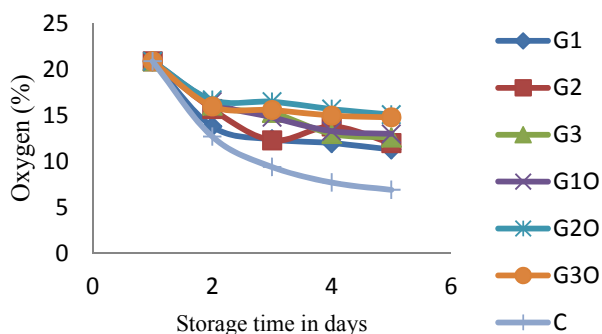 25
20
15
10
5
0
Oxygen (%)
0 2 4 6
Storage time in days
G1
G2
G3
G1O
G2O
G3O
C